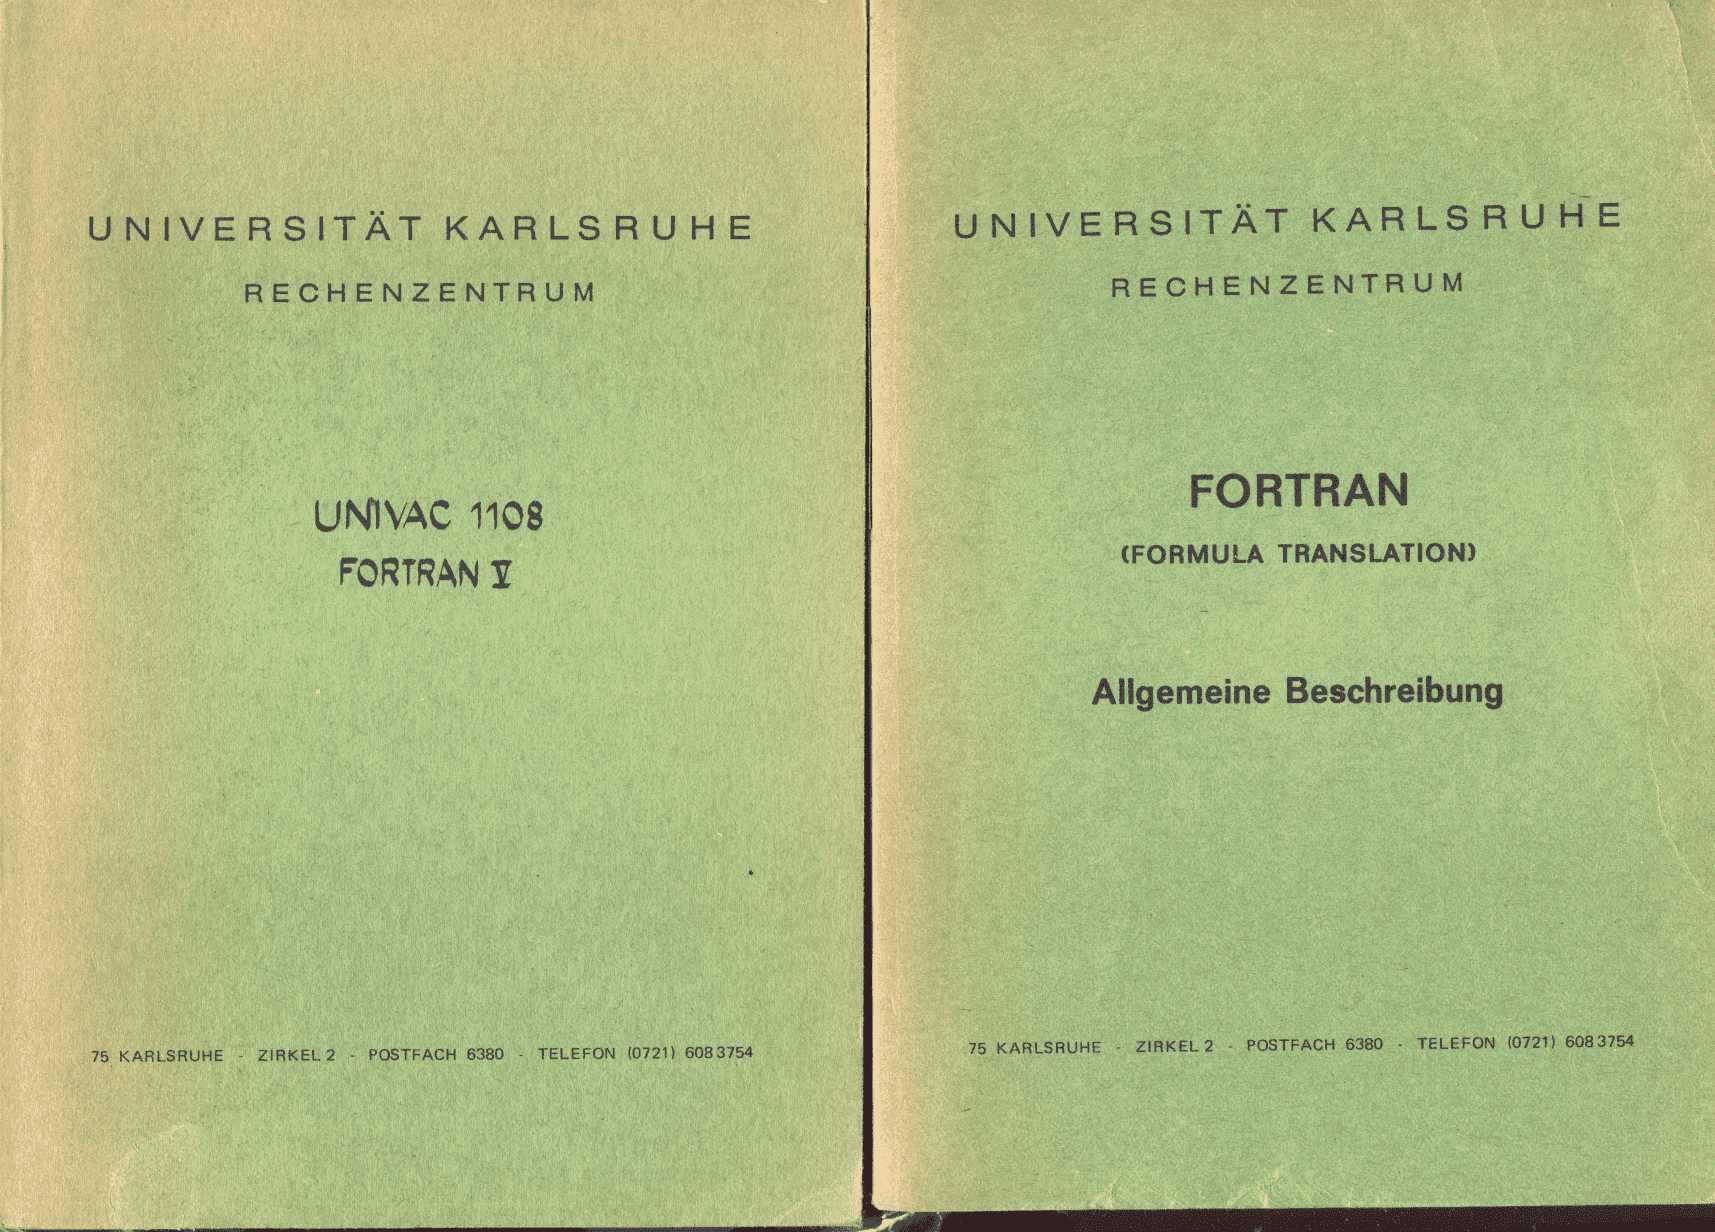 UNIVERSITÄT KARLSRUHE
RECHENZENTRUM
UNIVAC 1108
FORTRAN V
75 KARLSRUHE - ZIRKEL 2 - POSTFACH 6380 - TELEFON (0721) 608 3754
UNIVERSITÄT KARLSRUHE
RECHENZENTRUM
FORTRAN
(FORMULA TRANSLATION)
Allgemeine Beschreibung
75 KARLSRUHE - ZIRKEL 2 - POSTFACH 6380 - TELEFON (0721) 608 3754